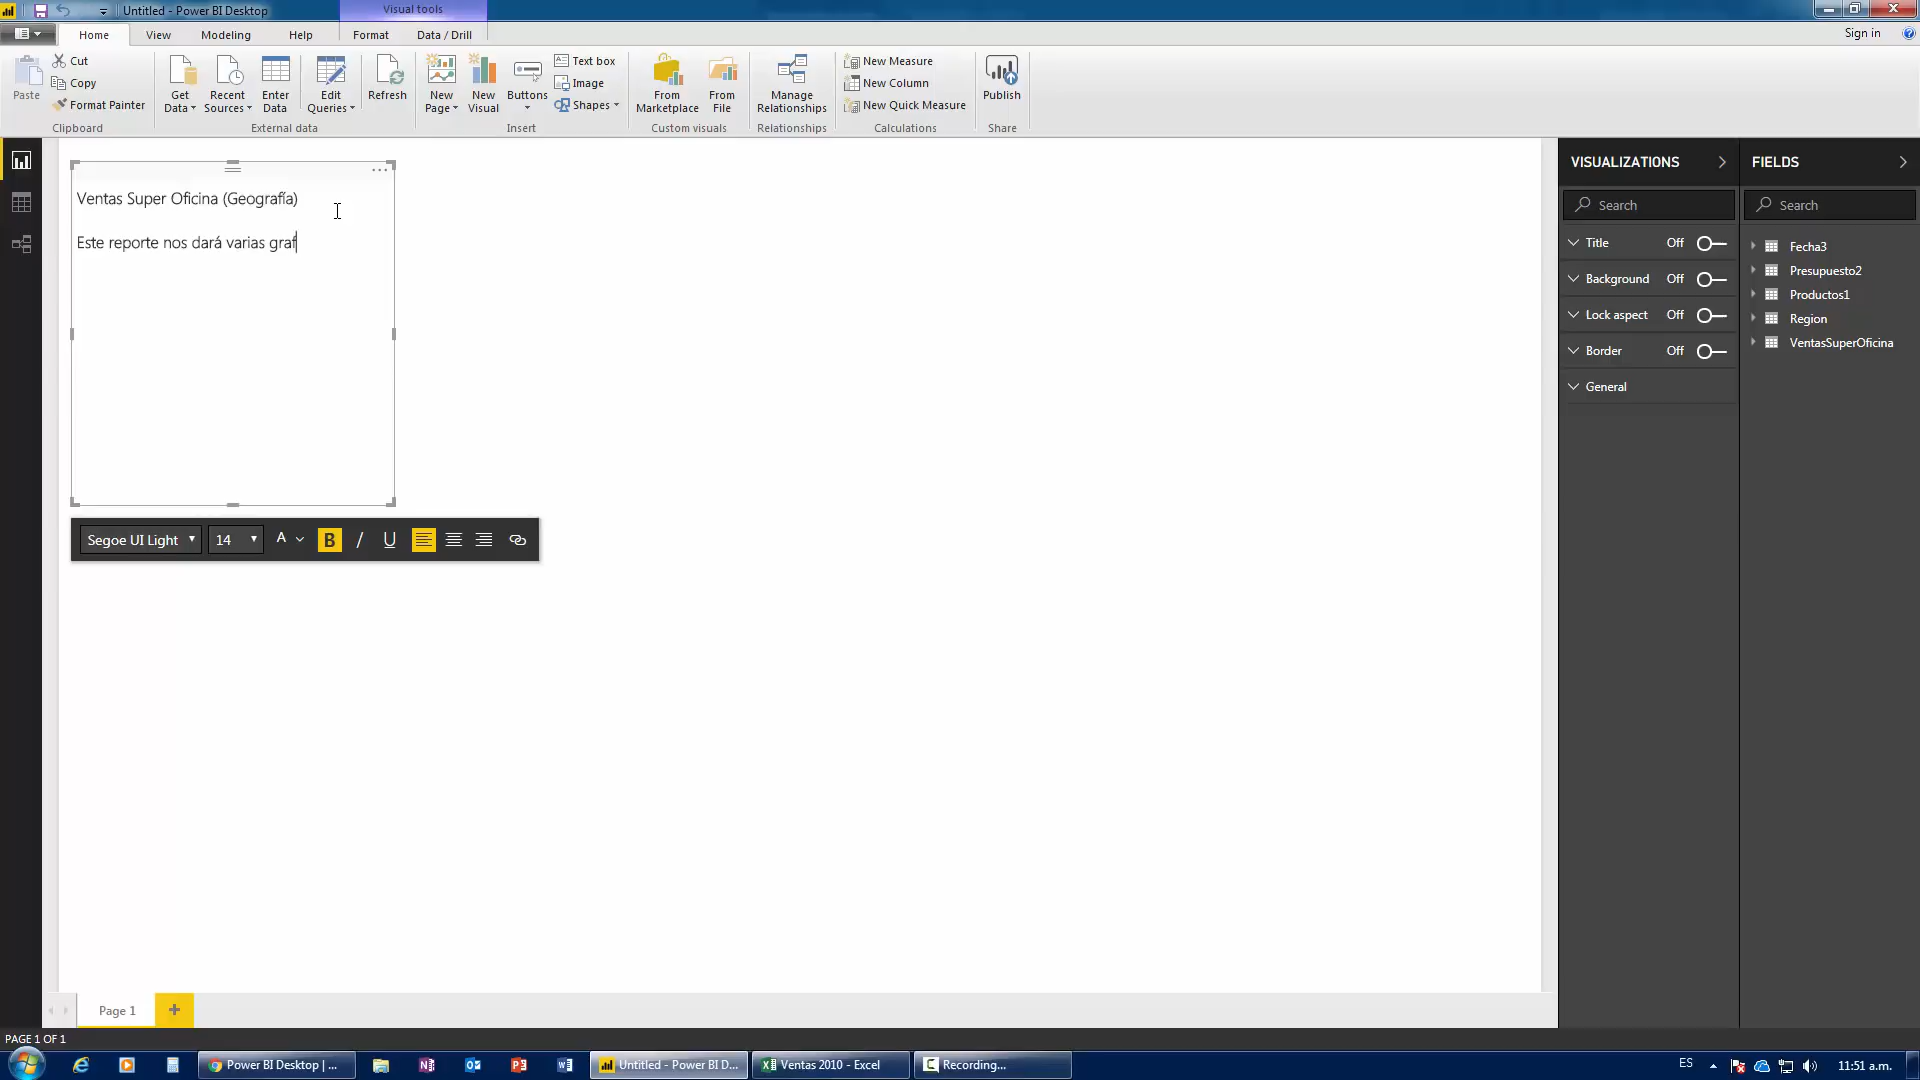 Untitled - Power BI Desktop
Visual tools
Home
View
Modeling
Help
Format
Data / Drill
Sign in
Paste
Cut
Copy
Format Painter
Clipboard
Get Data
Recent Sources
Enter Data
Edit Queries
Refresh
External data
New Page
New Visual
Buttons
Text box
Image
Shapes
Insert
From Marketplace
From File
Custom visuals
Manage Relationships
Relationships
New Measure
New Column
New Quick Measure
Calculations
Publish
Share
Ventas Super Oficina (Geografía)
Este reporte nos dará varias graf
Segoe UI Light
14
A
B
I
U
VISUALIZATIONS
Search
Title Off
Background Off
Lock aspect Off
Border Off
General
FIELDS
Search
Fecha3
Presupuesto2
Productos1
Region
VentasSuperOficina
Page 1
PAGE 1 OF 1
Power BI Desktop | ...
Untitled - Power BI D...
Ventas 2010 - Excel
Recording...
ES
11:51 a.m.